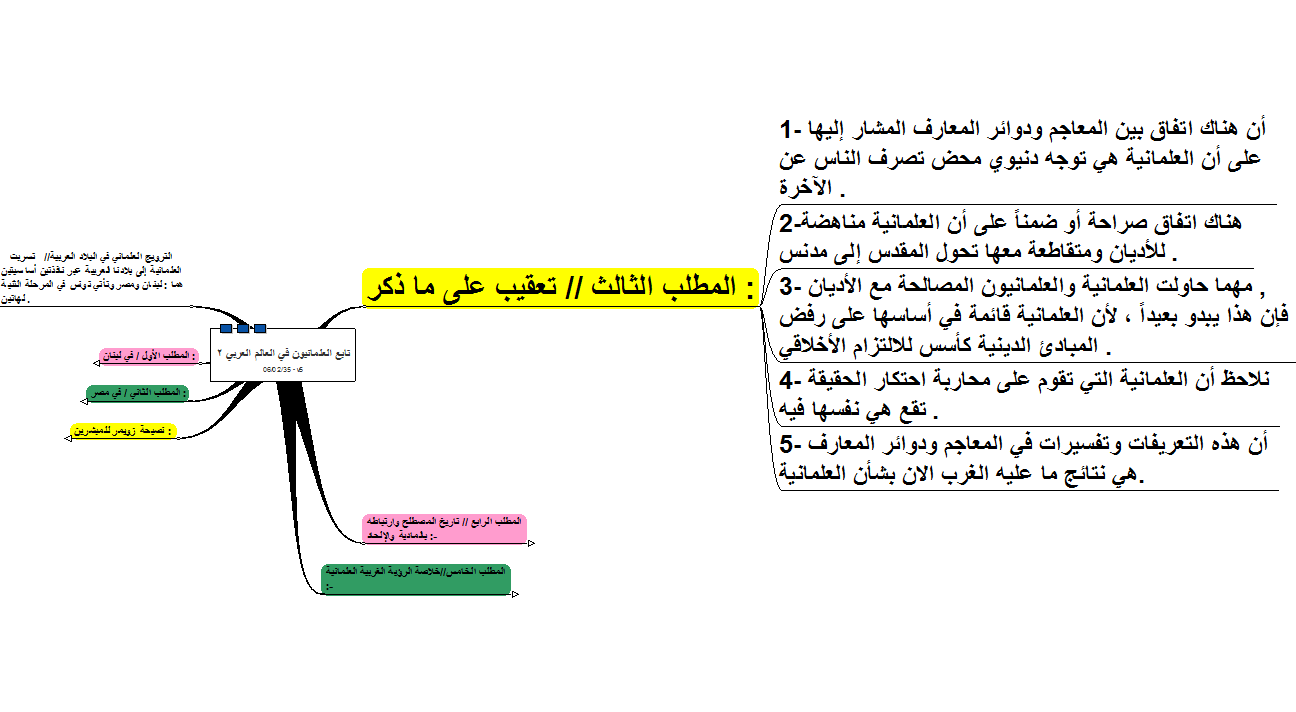 المطلب الثالث // تعقيب على ما ذكر :
1- أن هناك اتفاق بين المعاجم ودوائر المعارف المشار إليها
على أن العلمانية هي توجه دنيوي محض تصرف الناس عن
الآخرة .
2-هناك اتفاق صراحة أو ضمناً على أن العلمانية مناهضة
للأديان ومتقاطعة معها تحول المقدس إلى مدنس .
3- مهما حاولت العلمانية والعلمانيون المصالحة مع الأديان ,
فإن هذا يبدو بعيداً ، لأن العلمانية قائمة في أساسها على رفض
المبادئ الدينية كأسس للالتزام الأخلاقي .
4- نلاحظ أن العلمانية التي تقوم على محاربة احتكار الحقيقة
تقع هي نفسها فيه .
5- أن هذه التعريفات وتفسيرات في المعاجم ودوائر المعارف
هي نتائج ما عليه الغرب الان بشأن العلمانية.
الترويج العلماني في البلاد العربية// تسربت
العلمانية إلى بلادنا العربية عبر نافذتين أساسيتين
هما : لبنان ومصر وتأتي تونس في المرحلة الثانية
لهاتين .
تابع العلمانيون في العالم العربي ٢
06/02/35 - v5
المطلب الأول / في لبنان :
المطلب الثاني / في مصر :
نصيحة زويمر للمبشرين :
المطلب الرابع // تاريخ المصطلح وارتباطه
بالمادية والإلحاد :-
المطلب الخامس//خلاصة الرؤية الغربية العلمانية
:-